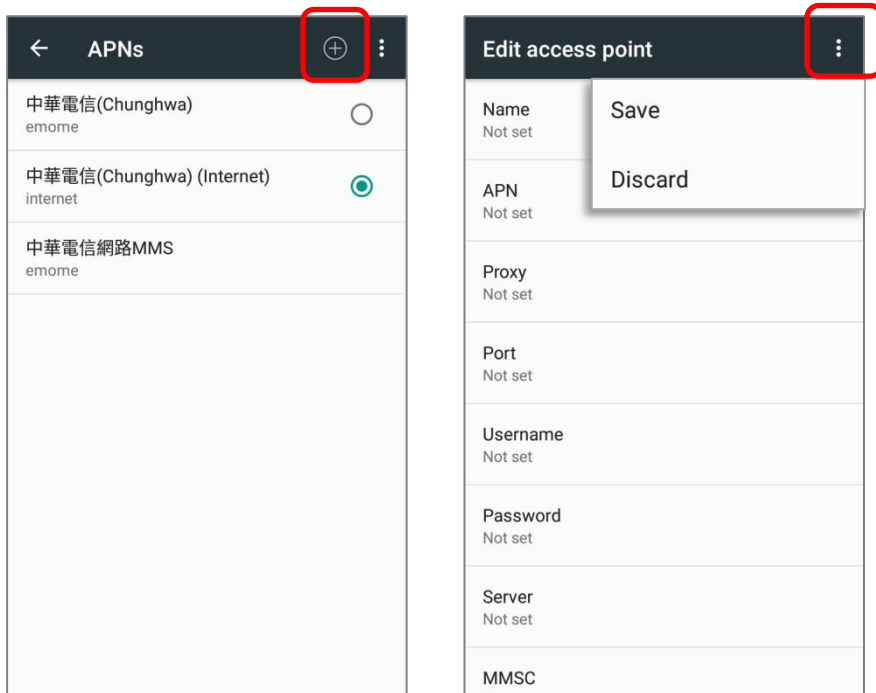 APNs
中華電信(Chunghwa)
emome
中華電信(Chunghwa) (Internet)
internet
中華電信網路MMS
emome
Edit access point
Save
Discard
Name
Not set
APN
Not set
Proxy
Not set
Port
Not set
Username
Not set
Password
Not set
Server
Not set
MMSC